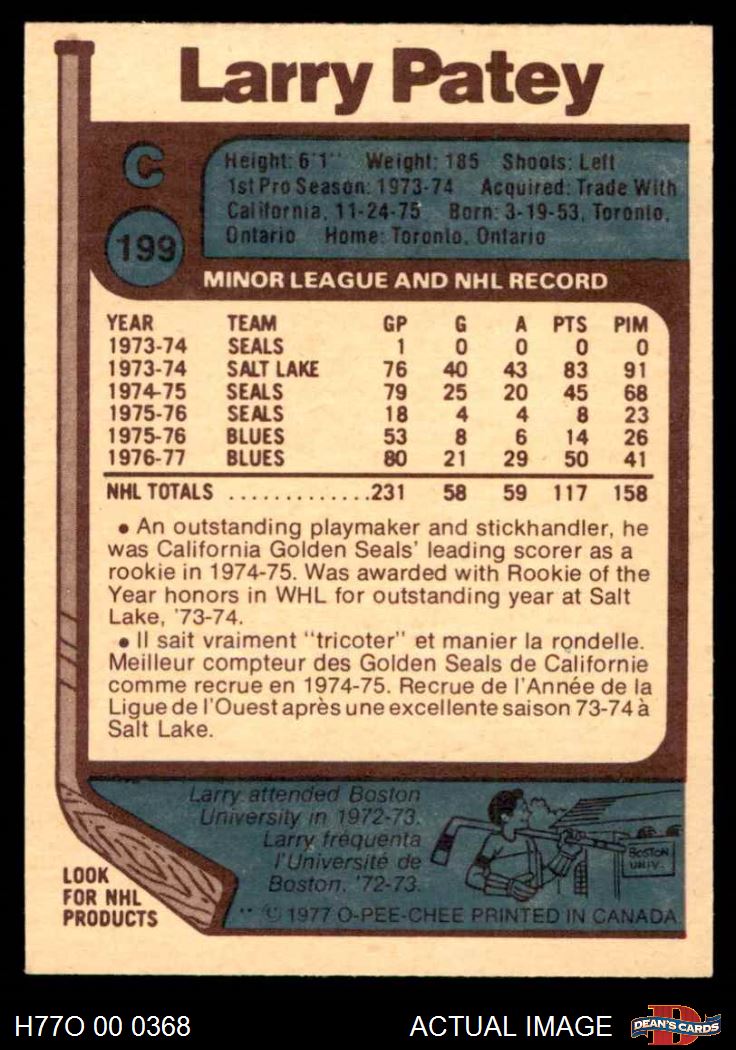 Larry Patey
C
199
Height: 6'1" Weight: 185 Shoots: Left
1st Pro Season: 1973-74 Acquired: Trade With
California, 11-24-75 Born: 3-19-53, Toronto,
Ontario Home: Toronto, Ontario
MINOR LEAGUE AND NHL RECORD
YEAR TEAM GP G A PTS PIM
1973-74 SEALS 1 0 0 0 0
1973-74 SALT LAKE 76 40 43 83 91
1974-75 SEALS 79 25 20 45 68
1975-76 SEALS 18 4 4 8 23
1975-76 BLUES 53 8 6 14 26
1976-77 BLUES 80 21 29 50 41
NHL TOTALS .............231 58 59 117 158
• An outstanding playmaker and stickhandler, he
was California Golden Seals' leading scorer as a
rookie in 1974-75. Was awarded with Rookie of the
Year honors in WHL for outstanding year at Salt
Lake, '73-74.
• Il sait vraiment "tricoter" et manier la rondelle.
Meilleur compteur des Golden Seals de Californie
comme recrue en 1974-75. Recrue de l'Année de la
Ligue de l'Ouest après une excellente saison 73-74 à
Salt Lake.
Larry attended Boston
University in 1972-73.
Larry fréquenta
l'Université de
Boston, '72-73.
BOSTON
UNIV.
LOOK
FOR NHL
PRODUCTS
** © 1977 O-PEE-CHEE PRINTED IN CANADA
H77O 00 0368
ACTUAL IMAGE
D
DEAN'S CARDS